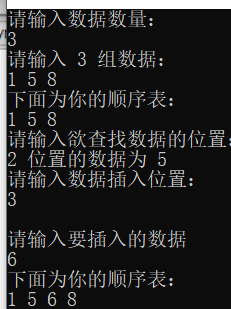 请输入数据数量:
3
请输入 3 组数据:
1 5 8
下面为你的顺序表:
1 5 8
请输入欲查找数据的位置:
2 位置的数据为 5
请输入数据插入位置:
3
请输入要插入的数据
6
下面为你的顺序表:
1 5 6 8